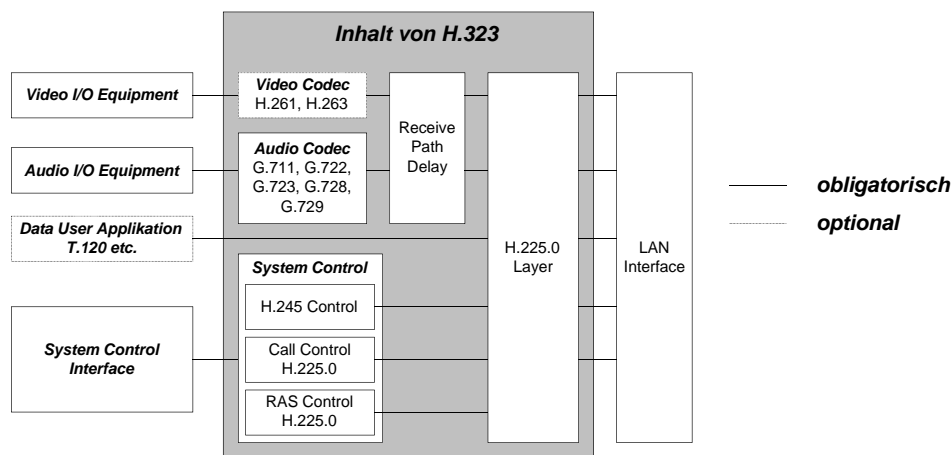 Inhalt von H.323
Video I/O Equipment
Video Codec
H.261, H.263
Receive
Path
Delay
Audio I/O Equipment
Audio Codec
G.711, G.722,
G.723, G.728,
G.729
Data User Applikation
T.120 etc.
System Control
H.245 Control
Call Control
H.225.0
RAS Control
H.225.0
System Control
Interface
H.225.0
Layer
LAN
Interface
obligatorisch
optional